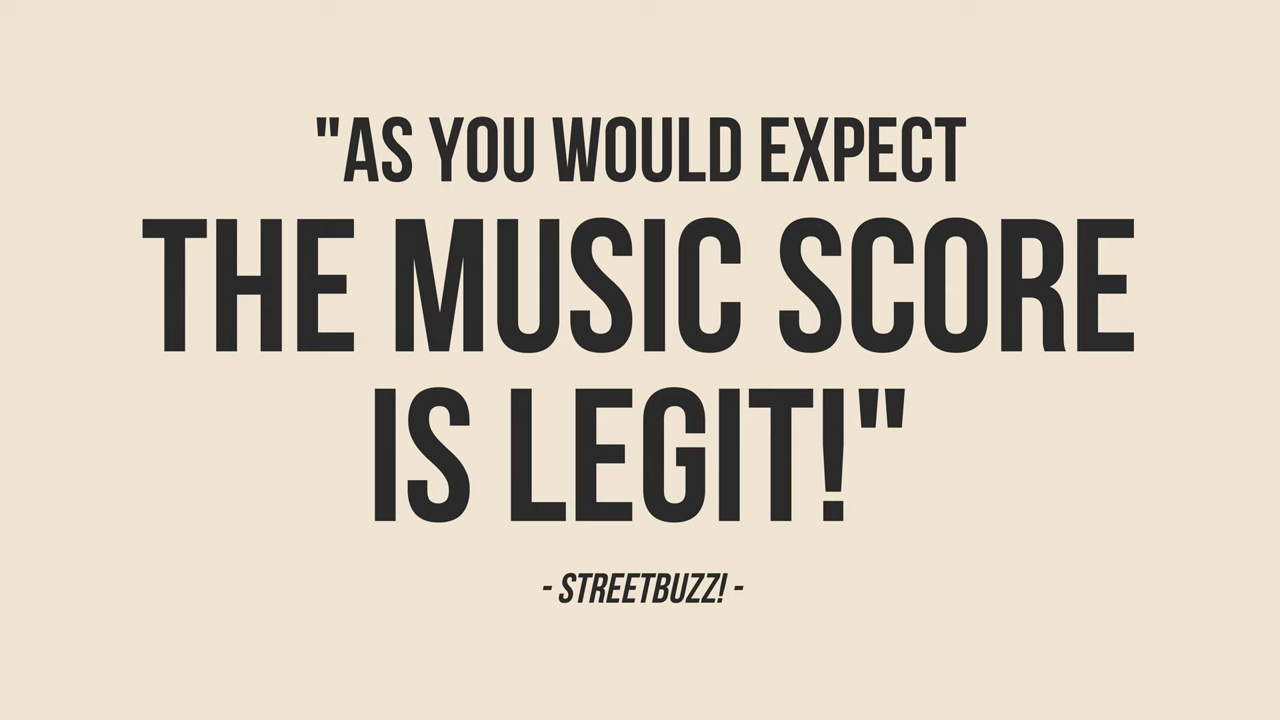 "AS YOU WOULD EXPECT
THE MUSIC SCORE
IS LEGIT!"
- STREETBUZZ! -